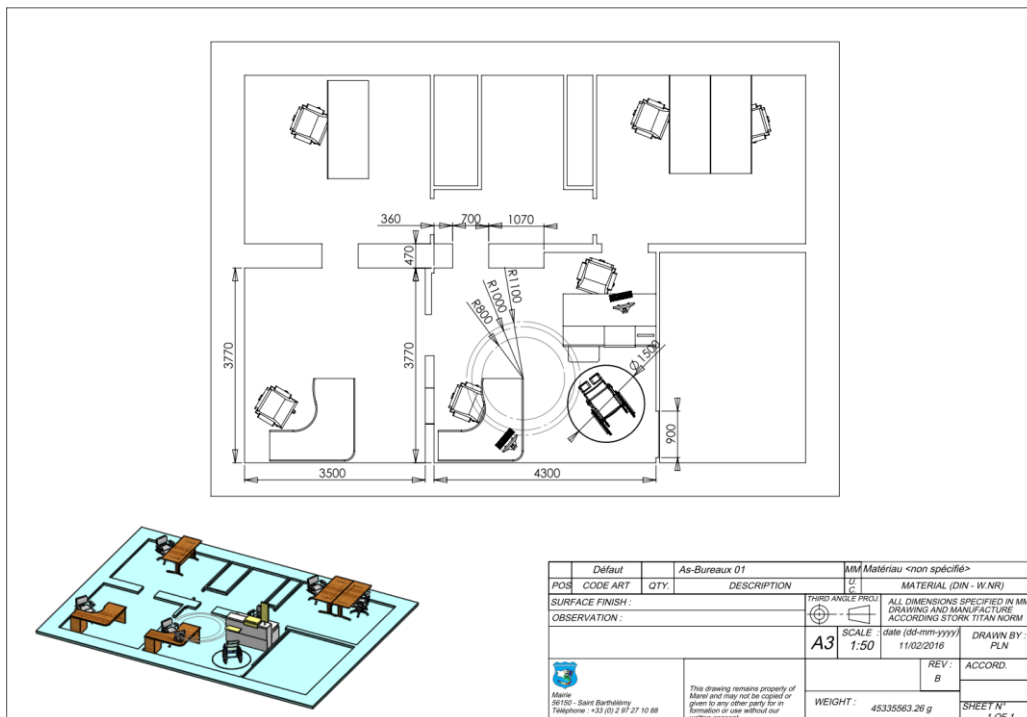 360
700
1070
470
R1100
R1000
R800
3770
3770
Ø1500
900
3500
4300
Défaut
As-Bureaux 01
MM
Matériau <non spécifié>
POS
CODE ART
QTY.
DESCRIPTION
U.
C.
MATERIAL (DIN - W.NR)
SURFACE FINISH :
OBSERVATION :
THIRD ANGLE PROJ.
ALL DIMENSIONS SPECIFIED IN MM
DRAWING AND MANUFACTURE
ACCORDING STORK TITAN NORM
A3
SCALE :
1:50
date (dd-mm-yyyy)
11/02/2016
DRAWN BY :
PLN
REV :
B
ACCORD.
Mairie
56150 - Saint Barthélémy
Téléphone : +33 (0) 2 97 27 10 88
This drawing remains properly of
Marel and may not be copied or
given to any other party for in
formation or use without our
WEIGHT :
45335563.26 g
SHEET N°
1 OF 1